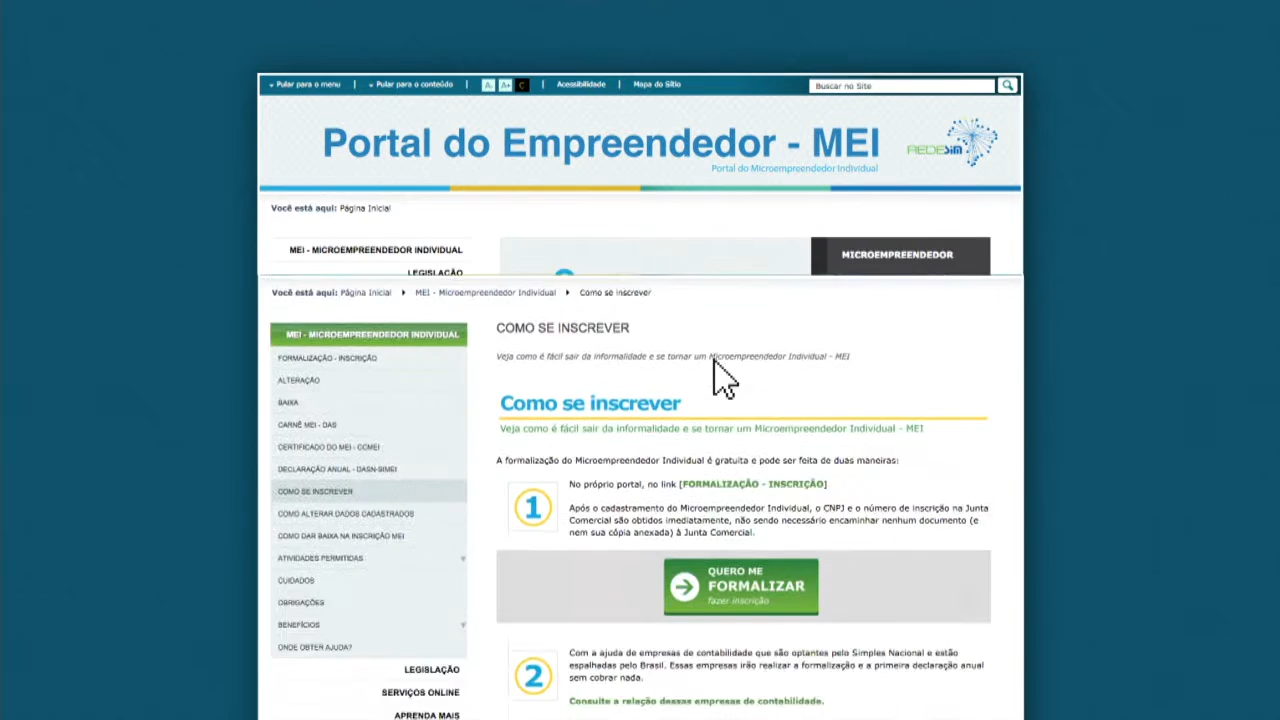 Pular para o menu | Pular para o conteúdo | A- A+ C | Acessibilidade | Mapa do Sítio Buscar no Site
Portal do Empreendedor - MEI
REDESIM
Portal do Microempreendedor Individual
Você está aqui: Página Inicial
MEI - MICROEMPREENDEDOR INDIVIDUAL
MICROEMPREENDEDOR
LEGISLAÇÃO
Você está aqui: Página Inicial MEI - Microempreendedor Individual Como se inscrever
MEI - MICROEMPREENDEDOR INDIVIDUAL
FORMALIZAÇÃO - INSCRIÇÃO
ALTERAÇÃO
BAIXA
CARNÊ MEI - DAS
CERTIFICADO DO MEI - CCMEI
DECLARAÇÃO ANUAL - DASN-SIMEI
COMO SE INSCREVER
COMO ALTERAR DADOS CADASTRADOS
COMO DAR BAIXA NA INSCRIÇÃO MEI
ATIVIDADES PERMITIDAS
CUIDADOS
OBRIGAÇÕES
BENEFÍCIOS
ONDE OBTER AJUDA?
LEGISLAÇÃO
SERVIÇOS ONLINE
APRENDA MAIS
COMO SE INSCREVER
Veja como é fácil sair da informalidade e se tornar um Microempreendedor Individual - MEI
Como se inscrever
Veja como é fácil sair da informalidade e se tornar um Microempreendedor Individual - MEI
A formalização do Microempreendedor Individual é gratuita e pode ser feita de duas maneiras:
1
No próprio portal, no link [FORMALIZAÇÃO - INSCRIÇÃO]
Após o cadastramento do Microempreendedor Individual, o CNPJ e o número de inscrição na Junta
Comercial são obtidos imediatamente, não sendo necessário encaminhar nenhum documento (e
nem sua cópia anexada) à Junta Comercial.
QUERO ME
FORMALIZAR
fazer inscrição
2
Com a ajuda de empresas de contabilidade que são optantes pelo Simples Nacional e estão
espalhadas pelo Brasil. Essas empresas irão realizar a formalização e a primeira declaração anual
sem cobrar nada.
Consulte a relação dessas empresas de contabilidade.